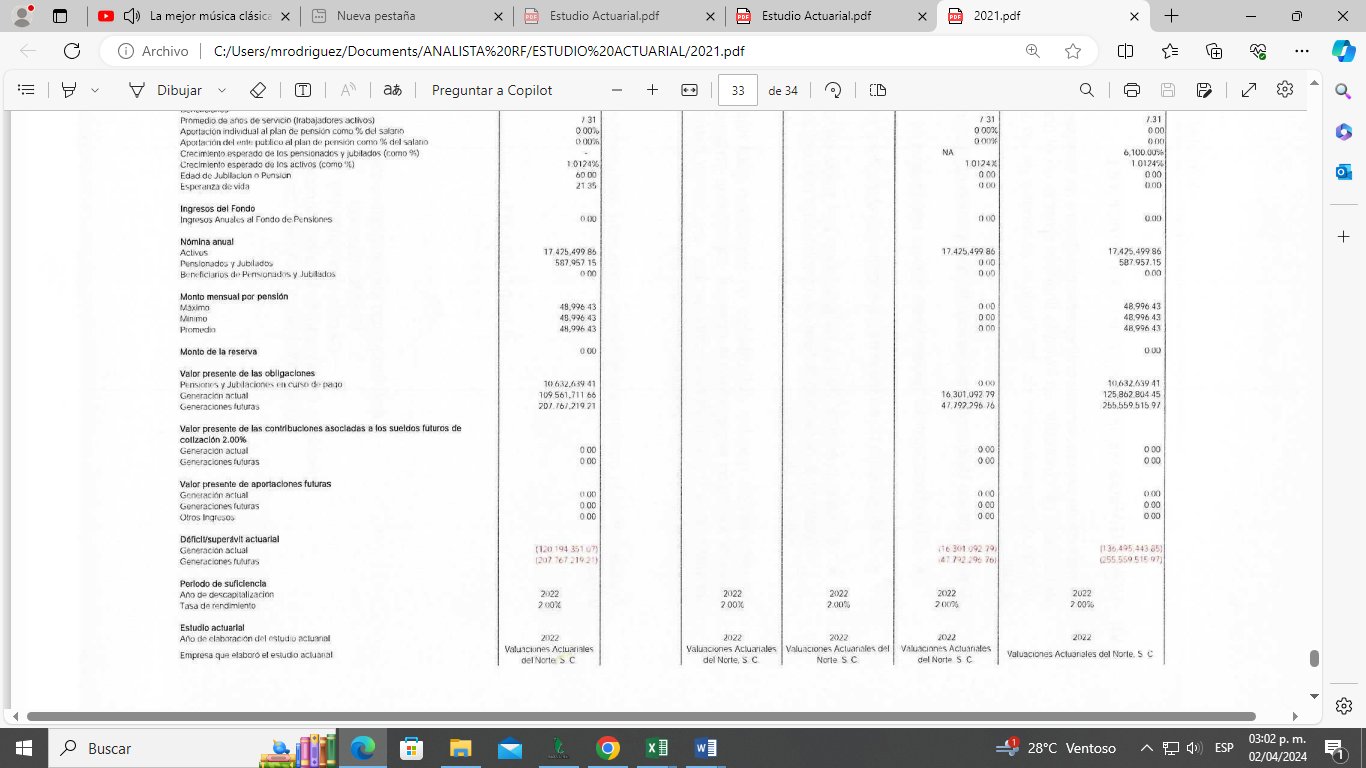 La mejor música clásic
Nueva pestaña
Estudio Actuarial.pdf
Estudio Actuarial.pdf
2021.pdf
Archivo C:/Users/mrodriguez/Documents/ANALISTA%20RF/ESTUDIO%20ACTUARIAL/2021.pdf
Dibujar aあ Preguntar a Copilot 33 de 34
Promedio de años de servicio (trabajadores activos) 7.31 7.31 7.31
Aportación individual al plan de pensión como % del salario 0.00% 0.00% 0.00
Aportación del ente público al plan de pensión como % del salario 0.00% 0.00% 0.00
Crecimiento esperado de los pensionados y jubilados (como %) - NA 6,100.00%
Crecimiento esperado de los activos (como %) 1.0124% 1.0124% 1.0124%
Edad de Jubilación o Pensión 60.00 0.00 0.00
Esperanza de vida 21.35 0.00 0.00
Ingresos del Fondo
Ingresos Anuales al Fondo de Pensiones 0.00 0.00 0.00
Nómina anual
Activos 17,425,499.86 17,425,499.86 17,425,499.86
Pensionados y Jubilados 587,957.15 0.00 587,957.15
Beneficiarios de Pensionados y Jubilados 0.00 0.00 0.00
Monto mensual por pensión
Máximo 48,996.43 0.00 48,996.43
Mínimo 48,996.43 0.00 48,996.43
Promedio 48,996.43 0.00 48,996.43
Monto de la reserva 0.00 0.00
Valor presente de las obligaciones
Pensiones y Jubilaciones en curso de pago 10,632,639.41 0.00 10,632,639.41
Generación actual 109,561,711.66 16,301,092.79 125,862,804.45
Generaciones futuras 207,767,219.21 47,792,296.76 255,559,515.97
Valor presente de las contribuciones asociadas a los sueldos futuros de
cotización 2.00%
Generación actual 0.00 0.00 0.00
Generaciones futuras 0.00 0.00 0.00
Valor presente de aportaciones futuras
Generación actual 0.00 0.00 0.00
Generaciones futuras 0.00 0.00 0.00
Otros Ingresos 0.00 0.00 0.00
Déficit/superávit actuarial
Generación actual (120,194,351.07) (16,301,092.79) (136,495,443.85)
Generaciones futuras (207,767,219.21) (47,792,296.76) (255,559,515.97)
Periodo de suficiencia
Año de descapitalización 2022 2022 2022 2022 2022
Tasa de rendimiento 2.00% 2.00% 2.00% 2.00% 2.00%
Estudio actuarial
Año de elaboración del estudio actuarial 2022 2022 2022 2022 2022
Empresa que elaboró el estudio actuarial Valuaciones Actuariales del Norte, S. C. Valuaciones Actuariales del Norte, S. C. Valuaciones Actuariales del Norte, S. C. Valuaciones Actuariales del Norte, S. C. Valuaciones Actuariales del Norte, S. C.
Buscar
1
28°C Ventoso
ESP
03:02 p. m.
02/04/2024
1